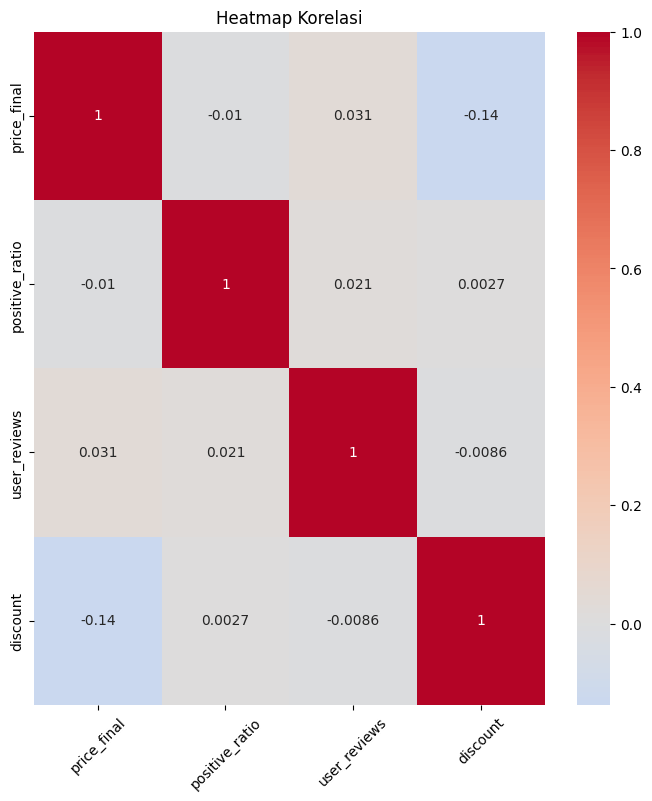 Heatmap Korelasi
price_final
1
-0.01
0.031
-0.14
positive_ratio
-0.01
1
0.021
0.0027
user_reviews
0.031
0.021
1
-0.0086
discount
-0.14
0.0027
-0.0086
1
price_final
positive_ratio
user_reviews
discount
1.0
0.8
0.6
0.4
0.2
0.0